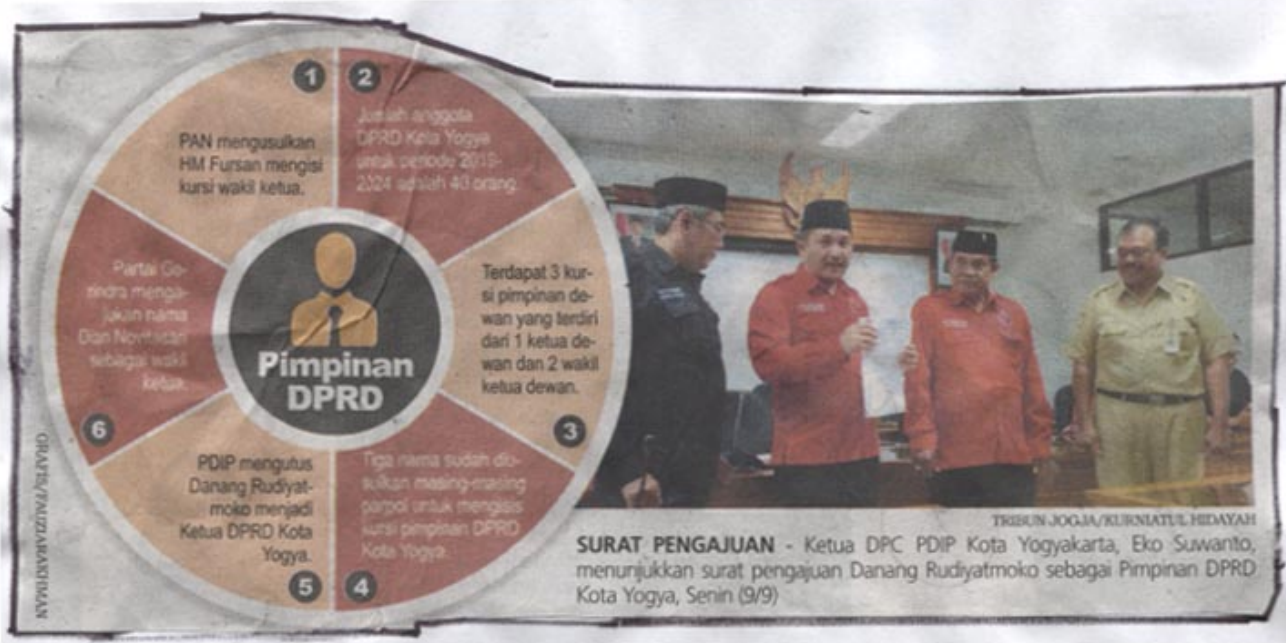 1
PAN mengusulkan
HM Fursan mengisi
kursi wakil ketua.
2
Jumlah anggota
DPRD Kota Yogya
untuk periode 2019-
2024 adalah 40 orang.
Terdapat 3 kur-
si pimpinan de-
wan yang terdiri
dari 1 ketua de-
wan dan 2 wakil
ketua dewan.
3
Tiga nama sudah diu-
sulkan masing-masing
parpol untuk mengisis
kursi pimpinan DPRD
Kota Yogya.
4
PDIP mengutus
Danang Rudiyat-
moko menjadi
Ketua DPRD Kota
Yogya.
5
Partai Ge-
rindra menga-
jukan nama
Dian Novitasari
sebagai wakil
ketua.
6
Pimpinan
DPRD
GRAFIS/FAUZIARAKHMAN
TRIBUN JOGJA/KURNIATUL HIDAYAH
SURAT PENGAJUAN - Ketua DPC PDIP Kota Yogyakarta, Eko Suwanto,
menunjukkan surat pengajuan Danang Rudiyatmoko sebagai Pimpinan DPRD
Kota Yogya, Senin (9/9)